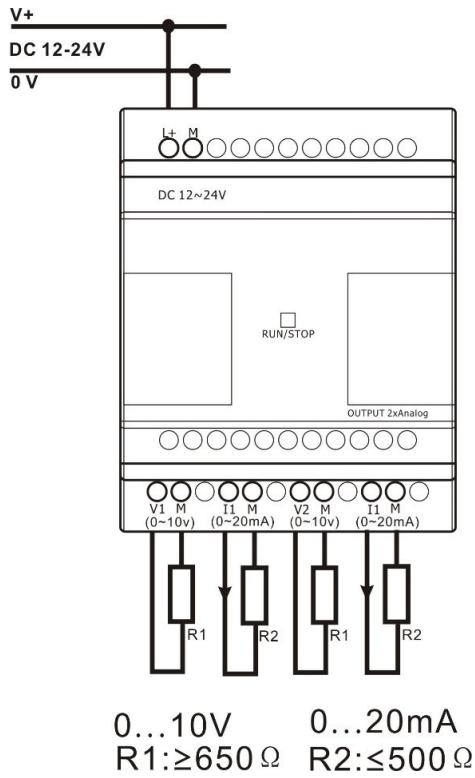 V+
DC 12-24V
0 V
L+ M
DC 12~24V
RUN/STOP
OUTPUT 2xAnalog
V1 M I1 M V2 M I1 M
(0~10v) (0~20mA) (0~10v) (0~20mA)
R1 R2 R1 R2
0...10V 0...20mA
R1:≥650Ω R2:≤500Ω